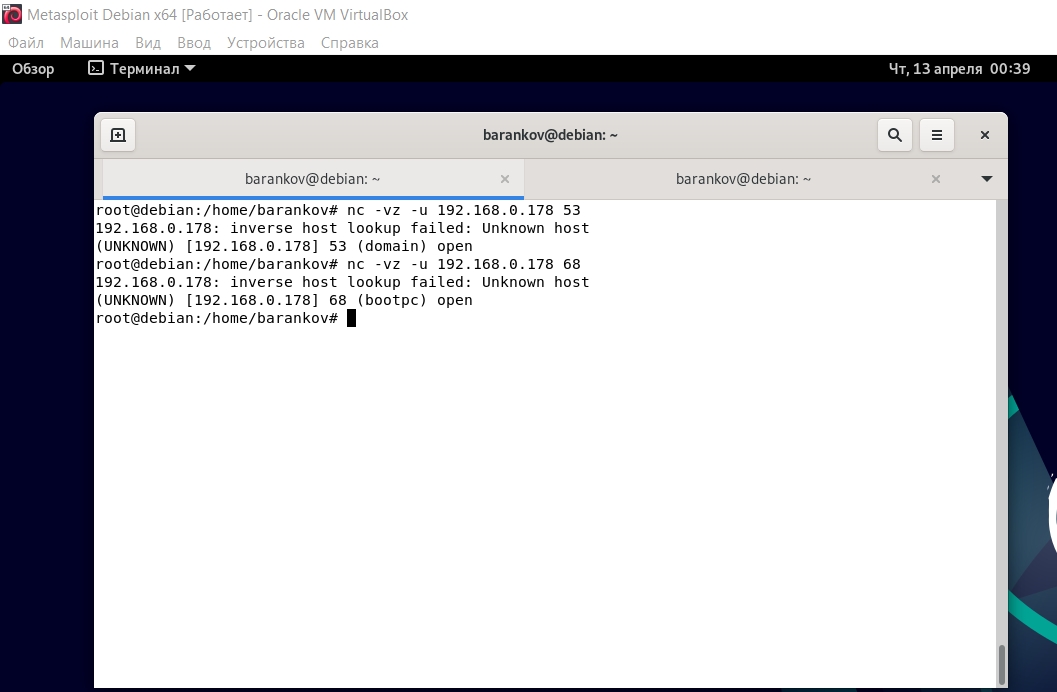 Metasploit Debian x64 [Работает] - Oracle VM VirtualBox
Файл Машина Вид Ввод Устройства Справка
Обзор Терминал Чт, 13 апреля 00:39
barankov@debian: ~
barankov@debian: ~ barankov@debian: ~
root@debian:/home/barankov# nc -vz -u 192.168.0.178 53
192.168.0.178: inverse host lookup failed: Unknown host
(UNKNOWN) [192.168.0.178] 53 (domain) open
root@debian:/home/barankov# nc -vz -u 192.168.0.178 68
192.168.0.178: inverse host lookup failed: Unknown host
(UNKNOWN) [192.168.0.178] 68 (bootpc) open
root@debian:/home/barankov#